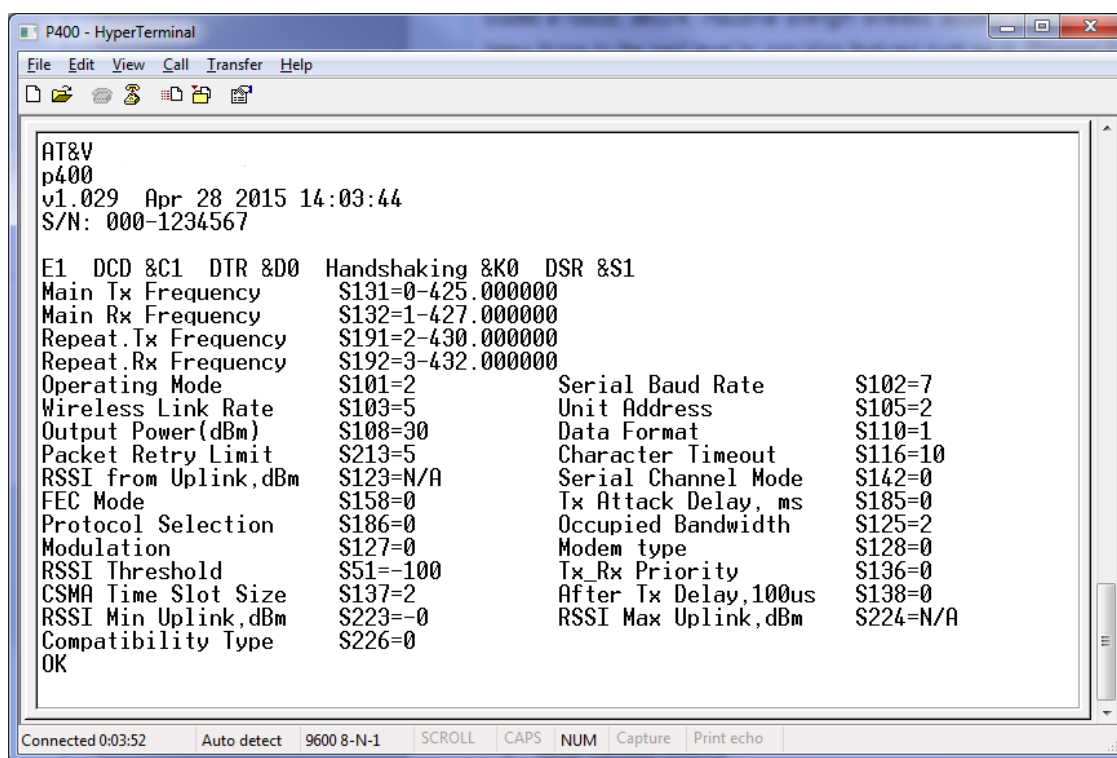 P400 - HyperTerminal
File Edit View Call Transfer Help
AT&V
p400
v1.029 Apr 28 2015 14:03:44
S/N: 000-1234567
E1 DCD &C1 DTR &D0 Handshaking &K0 DSR &S1
Main Tx Frequency S131=0-425.000000
Main Rx Frequency S132=1-427.000000
Repeat.Tx Frequency S191=2-430.000000
Repeat.Rx Frequency S192=3-432.000000
Operating Mode S101=2 Serial Baud Rate S102=7
Wireless Link Rate S103=5 Unit Address S105=2
Output Power(dBm) S108=30 Data Format S110=1
Packet Retry Limit S213=5 Character Timeout S116=10
RSSI from Uplink,dBm S123=N/A Serial Channel Mode S142=0
FEC Mode S158=0 Tx Attack Delay, ms S185=0
Protocol Selection S186=0 Occupied Bandwidth S125=2
Modulation S127=0 Modem type S128=0
RSSI Threshold S51=-100 Tx_Rx Priority S136=0
CSMA Time Slot Size S137=2 After Tx Delay,100us S138=0
RSSI Min Uplink,dBm S223=-0 RSSI Max Uplink,dBm S224=N/A
Compatibility Type S226=0
OK
Connected 0:03:52 Auto detect 9600 8-N-1 SCROLL CAPS NUM Capture Print echo